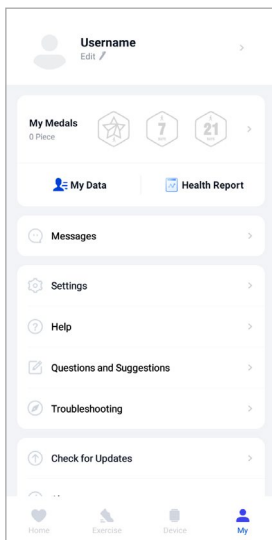 Username
Edit
My Medals
0 Piece
7
21
My Data
Health Report
Messages
Settings
Help
Questions and Suggestions
Troubleshooting
Check for Updates
Home
Exercise
Device
My